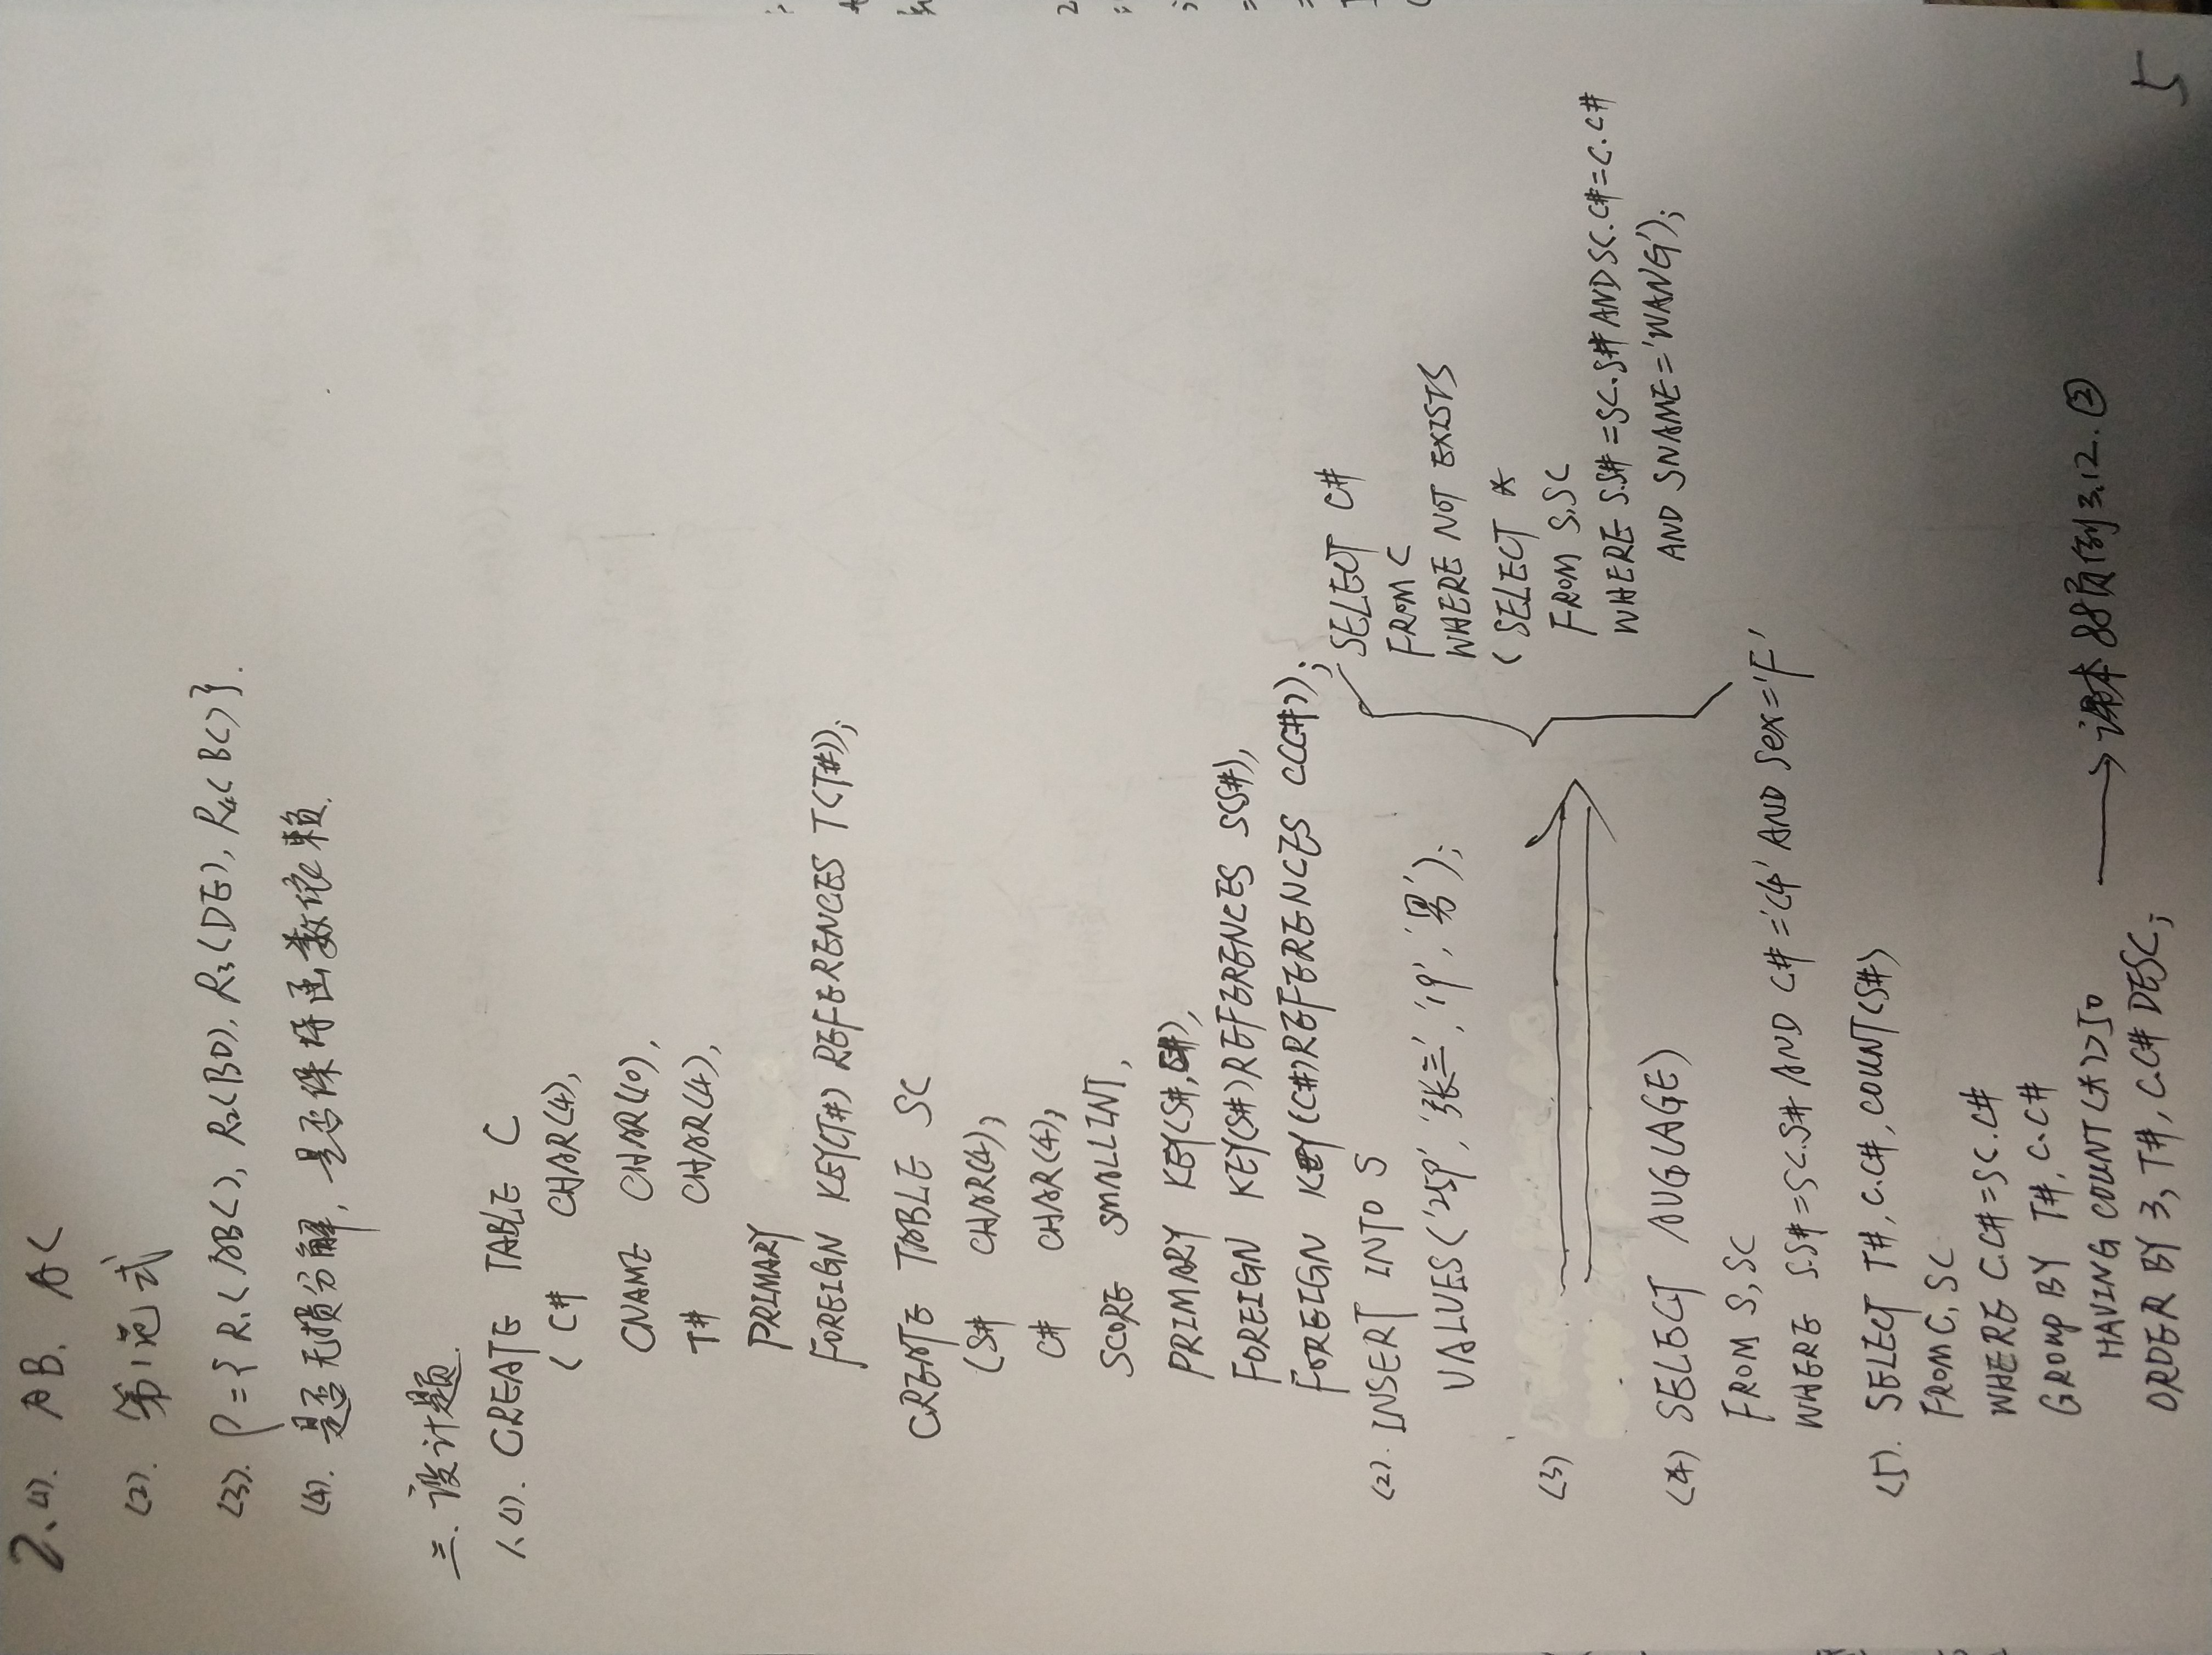 2、(1). AB. AC
(2). 第1范式
(3). ρ={R₁(ABC), R₂(BD), R₃(DE), R₄(BC)}.
(4). 是否无损分解, 是否保持函数依赖.
三. 设计题.
1.(1). CREATE TABLE C
( C# CHAR(4),
CNAME CHAR(10),
T# CHAR(4),
PRIMARY
FOREIGN KEY(T#) REFERENCES T(T#));
CREATE TABLE SC
(S# CHAR(4),
C# CHAR(4),
SCORE SMALLINT,
PRIMARY KEY(S#,C#),
FOREIGN KEY(S#)REFERENCES S(S#),
FOREIGN KEY(C#)REFERENCES C(C#));
(2). INSERT INTO S
VALUES('259','张三','19','男');
(3)
SELECT C#
FROM C
WHERE NOT EXISTS
(SELECT *
FROM S,SC
WHERE S.S#=SC.S# AND SC.C#=C.C#
AND SNAME='WANG');
(4) SELECT AVG(AGE)
FROM S,SC
WHERE S.S#=SC.S# AND C#='C4' AND Sex='F'
(5). SELECT T#,C.C#,COUNT(S#)
FROM C,SC
WHERE C.C#=SC.C#
GROUP BY T#,C.C#
HAVING COUNT(*)>50 → 课本88页例3.12.②
ORDER BY 3,T#,C.C# DESC;
5